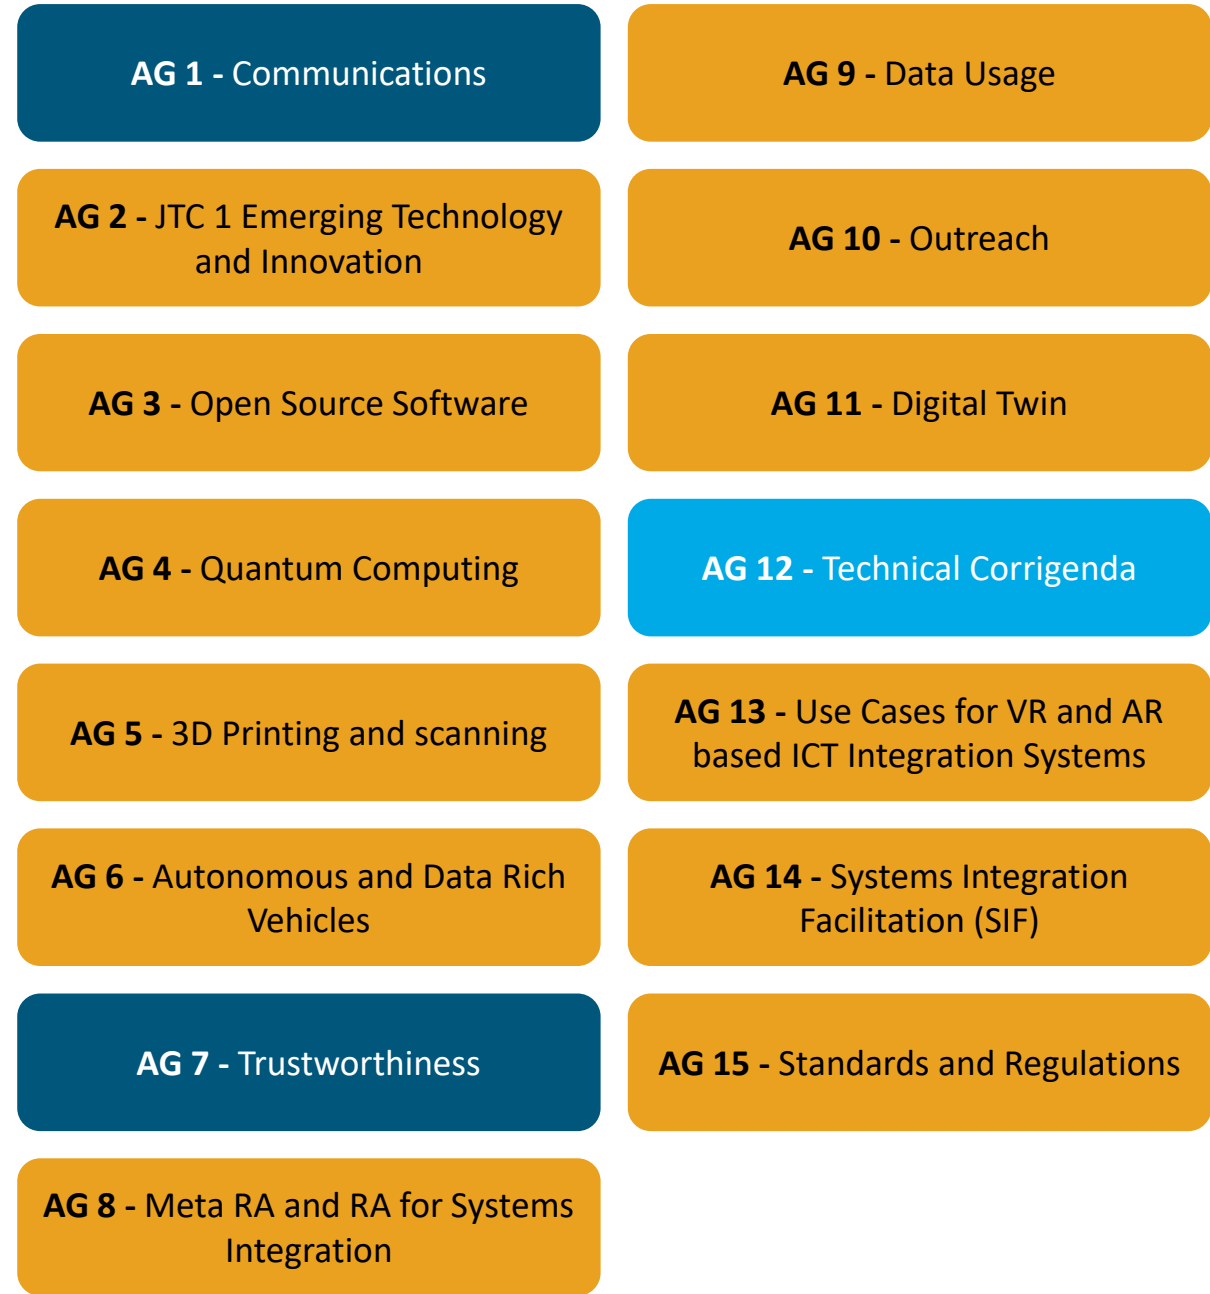 AG 1 - Communications
AG 2 - JTC 1 Emerging Technology
and Innovation
AG 3 - Open Source Software
AG 4 - Quantum Computing
AG 5 - 3D Printing and scanning
AG 6 - Autonomous and Data Rich
Vehicles
AG 7 - Trustworthiness
AG 8 - Meta RA and RA for Systems
Integration
AG 9 - Data Usage
AG 10 - Outreach
AG 11 - Digital Twin
AG 12 - Technical Corrigenda
AG 13 - Use Cases for VR and AR
based ICT Integration Systems
AG 14 - Systems Integration
Facilitation (SIF)
AG 15 - Standards and Regulations